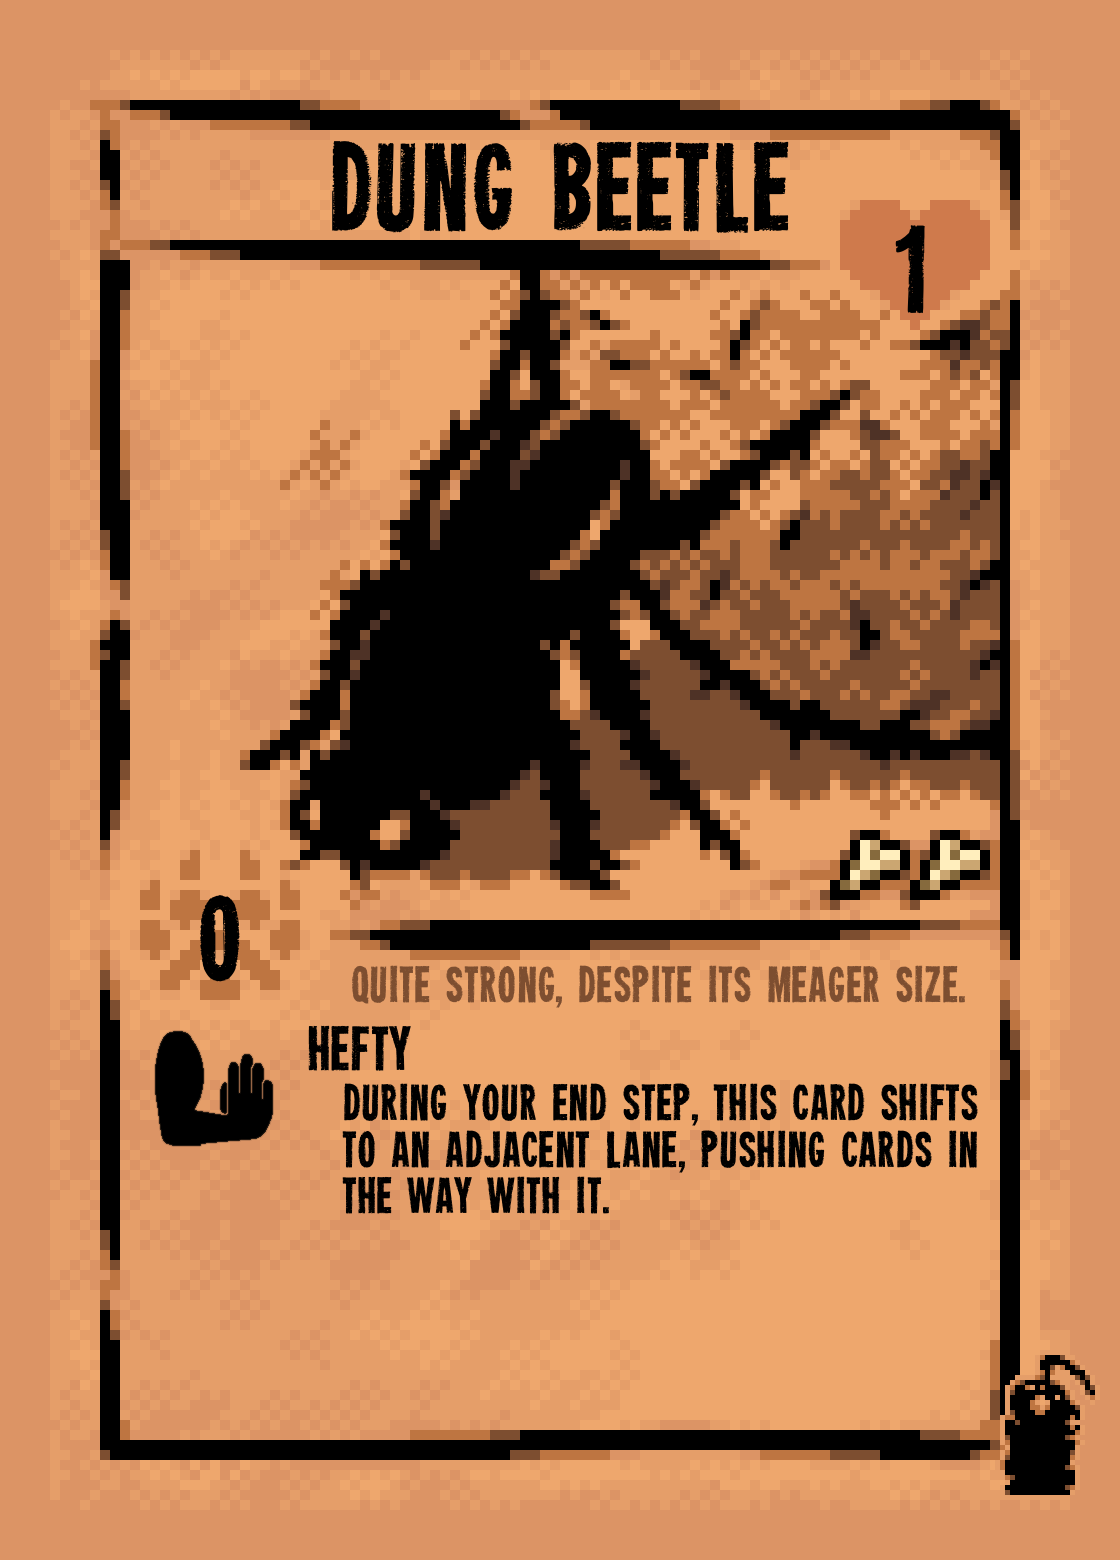 DUNG BEETLE
1
0
QUITE STRONG, DESPITE ITS MEAGER SIZE.
HEFTY
DURING YOUR END STEP, THIS CARD SHIFTS
TO AN ADJACENT LANE, PUSHING CARDS IN
THE WAY WITH IT.